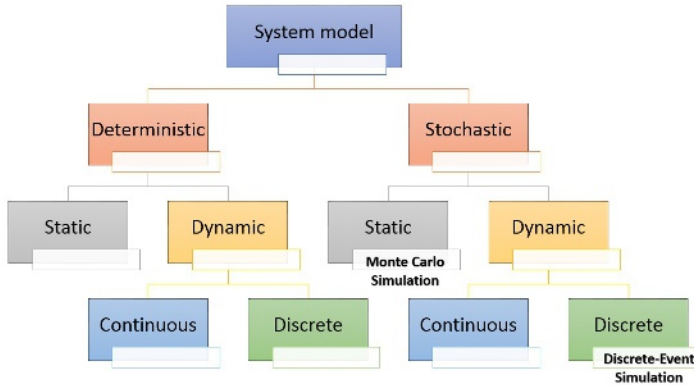 System model
Deterministic
Stochastic
Static
Dynamic
Static
Dynamic
Monte Carlo
Simulation
Continuous
Discrete
Continuous
Discrete
Discrete-Event
Simulation